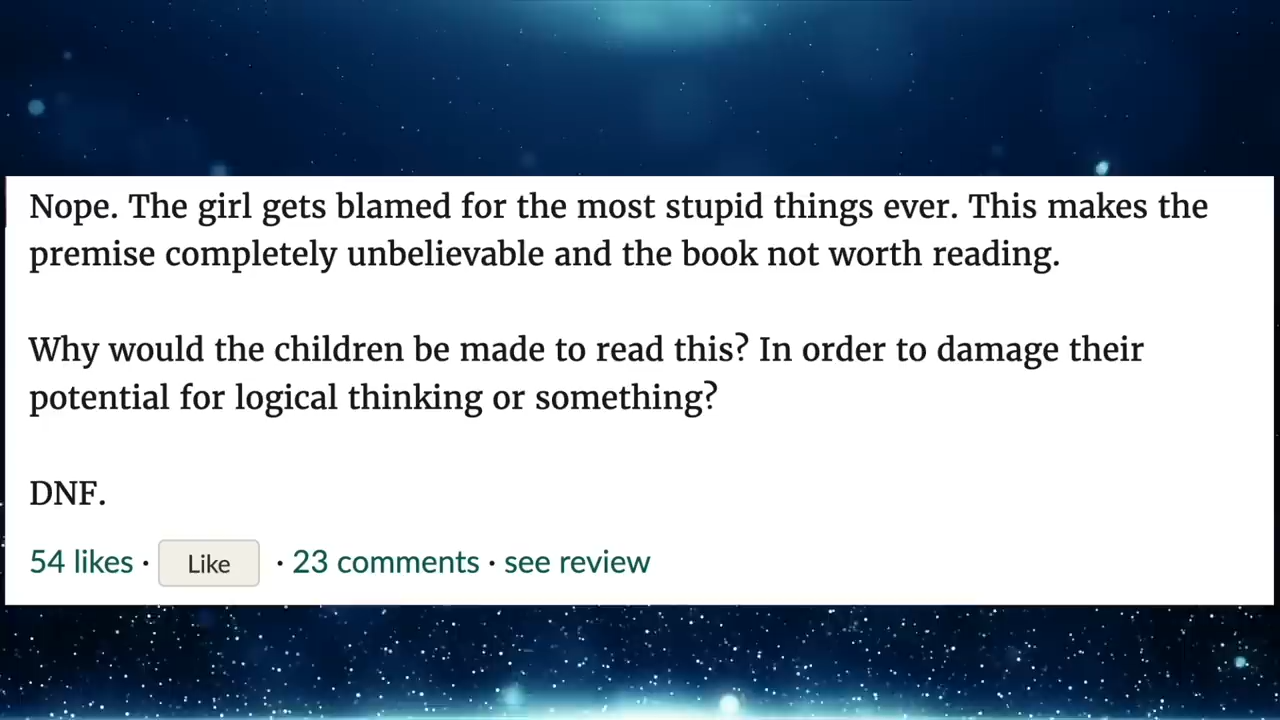 Nope. The girl gets blamed for the most stupid things ever. This makes the
premise completely unbelievable and the book not worth reading.
Why would the children be made to read this? In order to damage their
potential for logical thinking or something?
DNF.
54 likes · Like · 23 comments · see review